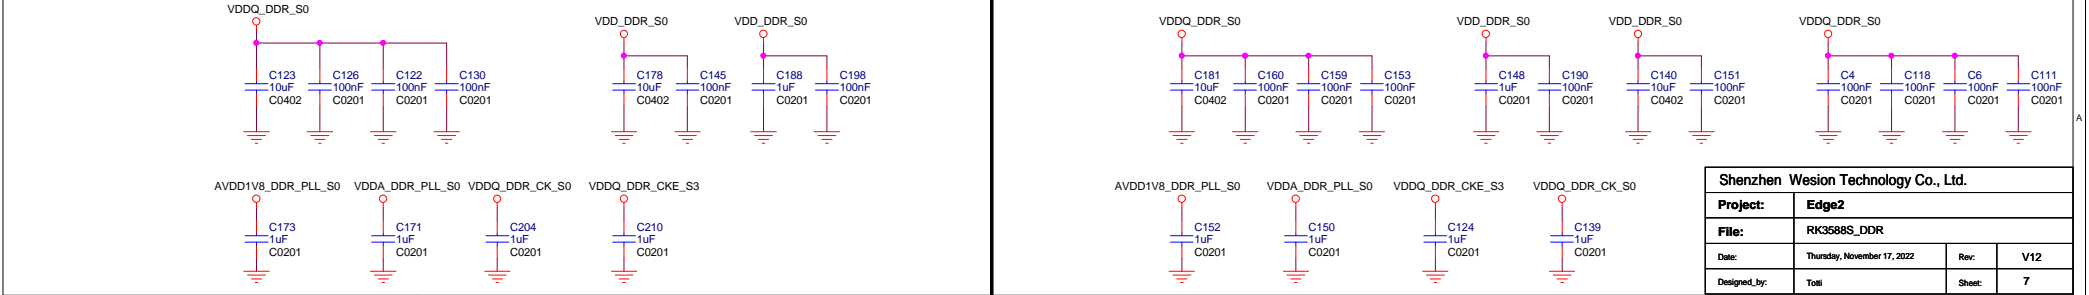 VDDQ_DDR_S0
C123
10uF
C0402
C126
100nF
C0201
C122
100nF
C0201
C130
100nF
C0201
VDD_DDR_S0
C178
10uF
C0402
C145
100nF
C0201
VDD_DDR_S0
C188
1uF
C0201
C198
100nF
C0201
AVDD1V8_DDR_PLL_S0
C173
1uF
C0201
VDDA_DDR_PLL_S0
C171
1uF
C0201
VDDQ_DDR_CK_S0
C204
1uF
C0201
VDDQ_DDR_CKE_S3
C210
1uF
C0201
VDDQ_DDR_S0
C181
10uF
C0402
C160
100nF
C0201
C159
100nF
C0201
C153
100nF
C0201
VDD_DDR_S0
C148
1uF
C0201
C190
100nF
C0201
VDD_DDR_S0
C140
10uF
C0402
C151
100nF
C0201
VDDQ_DDR_S0
C4
100nF
C0201
C118
100nF
C0201
C6
100nF
C0201
C111
100nF
C0201
A
AVDD1V8_DDR_PLL_S0
C152
1uF
C0201
VDDA_DDR_PLL_S0
C150
1uF
C0201
VDDQ_DDR_CKE_S3
C124
1uF
C0201
VDDQ_DDR_CK_S0
C139
1uF
C0201
Shenzhen Wesion Technology Co., Ltd.
Project: Edge2
File: RK3588S_DDR
Date: Thursday, November 17, 2022 Rev: V12
Designed_by: Totti Sheet: 7